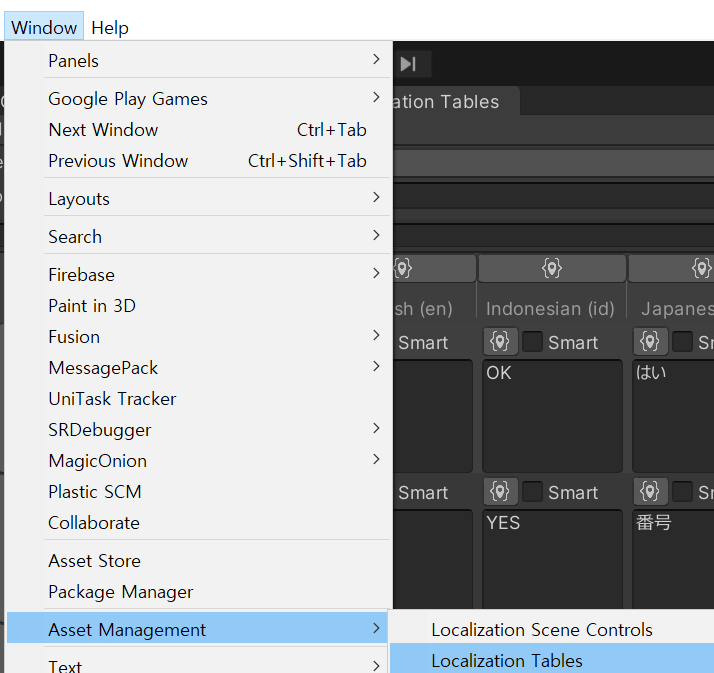 Window Help
Panels
ation Tables
Google Play Games
Next Window Ctrl+Tab
Previous Window Ctrl+Shift+Tab
Layouts
Search
Firebase
Paint in 3D
sh (en) Indonesian (id) Japanes
Fusion
Smart Smart
MessagePack
OK はい
UniTask Tracker
SRDebugger
MagicOnion
Plastic SCM
Smart Smart
Collaborate
YES 番号
Asset Store
Package Manager
Asset Management
Localization Scene Controls
Localization Tables
Text